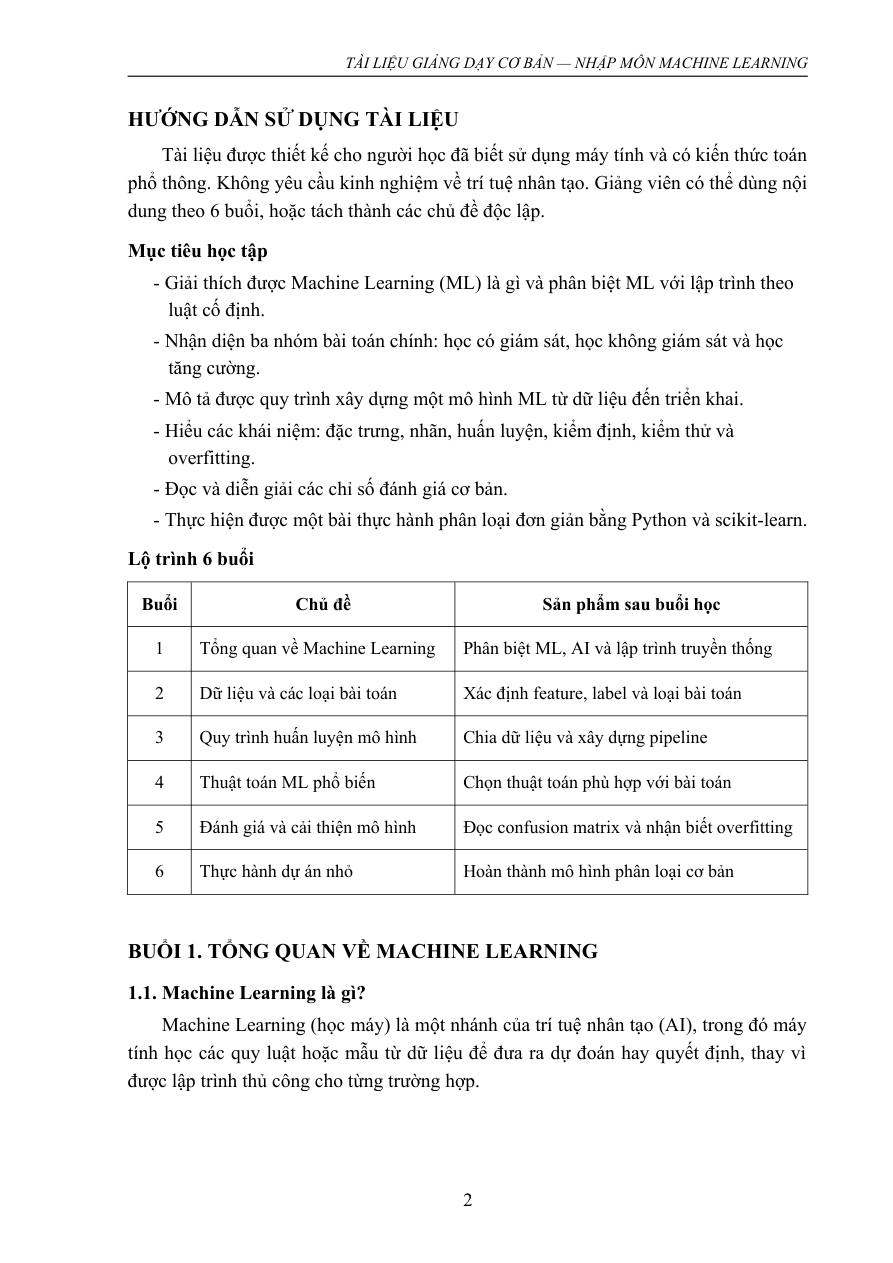 TÀI LIỆU GIẢNG DẠY CƠ BẢN — NHẬP MÔN MACHINE LEARNING
HƯỚNG DẪN SỬ DỤNG TÀI LIỆU
Tài liệu được thiết kế cho người học đã biết sử dụng máy tính và có kiến thức toán
phổ thông. Không yêu cầu kinh nghiệm về trí tuệ nhân tạo. Giảng viên có thể dùng nội
dung theo 6 buổi, hoặc tách thành các chủ đề độc lập.
Mục tiêu học tập
- Giải thích được Machine Learning (ML) là gì và phân biệt ML với lập trình theo
luật cố định.
- Nhận diện ba nhóm bài toán chính: học có giám sát, học không giám sát và học
tăng cường.
- Mô tả được quy trình xây dựng một mô hình ML từ dữ liệu đến triển khai.
- Hiểu các khái niệm: đặc trưng, nhãn, huấn luyện, kiểm định, kiểm thử và
overfitting.
- Đọc và diễn giải các chỉ số đánh giá cơ bản.
- Thực hiện được một bài thực hành phân loại đơn giản bằng Python và scikit-learn.
Lộ trình 6 buổi
Buổi Chủ đề Sản phẩm sau buổi học
1 Tổng quan về Machine Learning Phân biệt ML, AI và lập trình truyền thống
2 Dữ liệu và các loại bài toán Xác định feature, label và loại bài toán
3 Quy trình huấn luyện mô hình Chia dữ liệu và xây dựng pipeline
4 Thuật toán ML phổ biến Chọn thuật toán phù hợp với bài toán
5 Đánh giá và cải thiện mô hình Đọc confusion matrix và nhận biết overfitting
6 Thực hành dự án nhỏ Hoàn thành mô hình phân loại cơ bản
BUỔI 1. TỔNG QUAN VỀ MACHINE LEARNING
1.1. Machine Learning là gì?
Machine Learning (học máy) là một nhánh của trí tuệ nhân tạo (AI), trong đó máy
tính học các quy luật hoặc mẫu từ dữ liệu để đưa ra dự đoán hay quyết định, thay vì
được lập trình thủ công cho từng trường hợp.
2